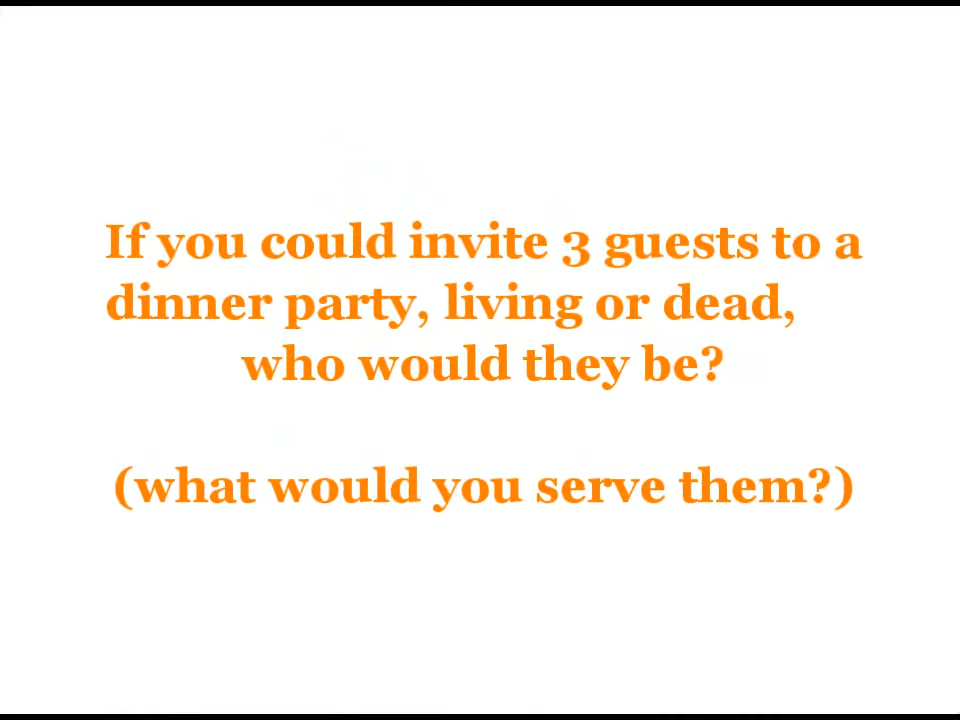 If you could invite 3 guests to a
dinner party, living or dead,
who would they be?
(what would you serve them?)